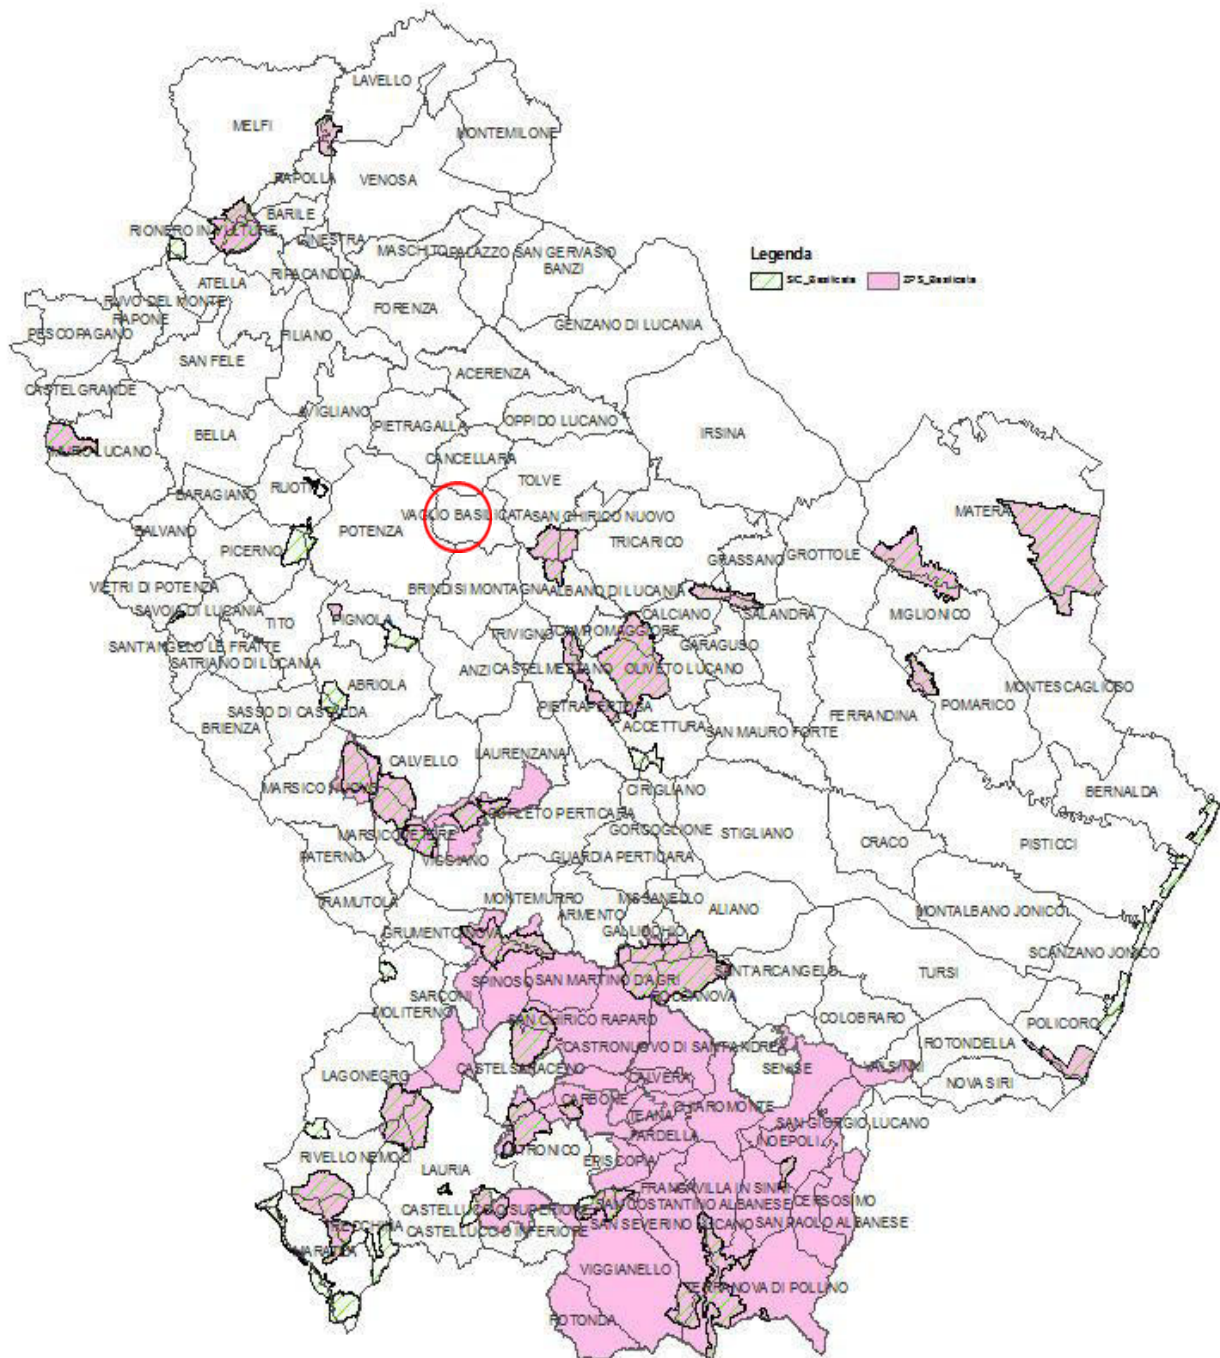 LAVELLO
MELFI
MONTEMILONE
RAPOLLA
VENOSA
BARILE
RIONERO IN VULTURE
GINESTRA
MASCHITO
PALAZZO SAN GERVASIO
BANZI
Legenda
SIC_Basilicata
ZPS_Basilicata
RIPACANDIDA
ATELLA
RUVO DEL MONTE
RAPONE
FORENZA
PESCOPAGANO
FILIANO
GENZANO DI LUCANIA
SAN FELE
ACERENZA
CASTELGRANDE
AVIGLIANO
OPPIDO LUCANO
PIETRAGALLA
IRSINA
BELLA
MURO LUCANO
CANCELLARA
TOLVE
RUOTI
BARAGIANO
VAGLIO BASILICATA
SAN CHIRICO NUOVO
MATERA
BALVANO
POTENZA
TRICARICO
PICERNO
GRASSANO
GROTTOLE
VIETRI DI POTENZA
BRINDISI MONTAGNA
ALBANO DI LUCANIA
SAVOIA DI LUCANIA
TITO
PIGNOLA
CALCIANO
SALANDRA
MIGLIONICO
TRIVIGNO
CAMPOMAGGIORE
SANT'ANGELO LE FRATTE
GARAGUSO
SATRIANO DI LUCANIA
ANZI
CASTELMEZZANO
OLIVETO LUCANO
ABRIOLA
MONTESCAGLIOSO
SASSO DI CASTALDA
PIETRAPERTOSA
POMARICO
FERRANDINA
BRIENZA
ACCETTURA
SAN MAURO FORTE
LAURENZANA
CALVELLO
MARSICO NUOVO
CIRIGLIANO
BERNALDA
CORLETO PERTICARA
GORGOGLIONE
STIGLIANO
MARSICOVETERE
CRACO
PISTICCI
PATERNO
VIGGIANO
GUARDIA PERTICARA
TRAMUTOLA
MONTEMURRO
MISSANELLO
ARMENTO
ALIANO
MONTALBANO JONICO
GRUMENTO NOVA
GALLICCHIO
SCANZANO JONICO
SANT'ARCANGELO
TURSI
SPINOSO
SAN MARTINO D'AGRI
SARCONI
ROCCANOVA
MOLITERNO
SAN CHIRICO RAPARO
COLOBRARO
POLICORO
CASTRONUOVO DI SANT'ANDREA
ROTONDELLA
CASTELSARACENO
SENISE
VALSINNI
LAGONEGRO
CALVERA
NOVA SIRI
CARBONE
TEANA
CHIAROMONTE
SAN GIORGIO LUCANO
FARDELLA
NOEPOLI
LATRONICO
RIVELLO
NEMOLI
EPISCOPIA
LAURIA
FRANCAVILLA IN SINNI
CASTELLUCCIO SUPERIORE
SAN COSTANTINO ALBANESE
CERSOSIMO
TRECCHINA
CASTELLUCCIO INFERIORE
SAN SEVERINO LUCANO
SAN PAOLO ALBANESE
MARATEA
VIGGIANELLO
TERRANOVA DI POLLINO
ROTONDA